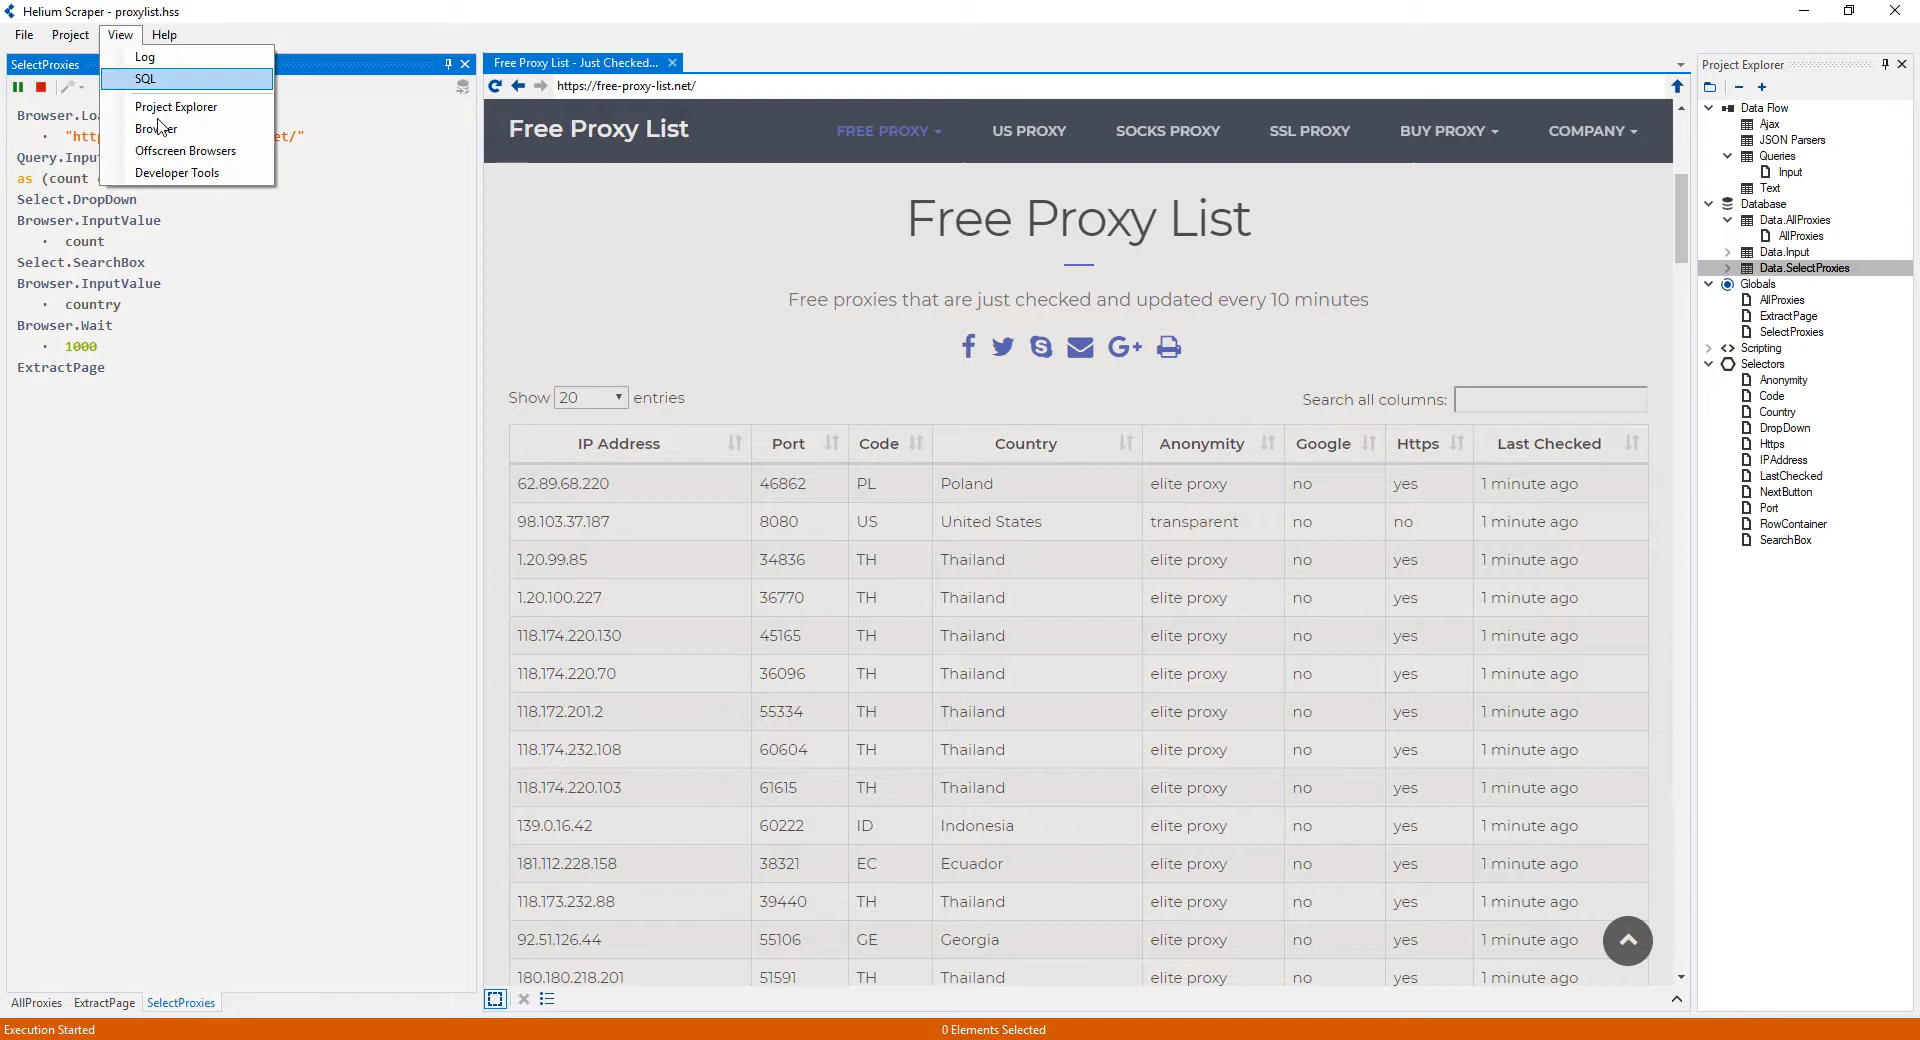 Helium Scraper - proxylist.hss
File Project View Help
Log
SQL
Project Explorer
Browser
Offscreen Browsers
Developer Tools
SelectProxies
Browser.Loa
· "htt et/"
Query.Inpu
as (count
Select.DropDown
Browser.InputValue
· count
Select.SearchBox
Browser.InputValue
· country
Browser.Wait
· 1000
ExtractPage
AllProxies ExtractPage SelectProxies
Free Proxy List - Just Checked...
https://free-proxy-list.net/
Free Proxy List FREE PROXY US PROXY SOCKS PROXY SSL PROXY BUY PROXY COMPANY
Free Proxy List
Free proxies that are just checked and updated every 10 minutes
Show 20 entries Search all columns:
IP Address Port Code Country Anonymity Google Https Last Checked
62.89.68.220 46862 PL Poland elite proxy no yes 1 minute ago
98.103.37.187 8080 US United States transparent no no 1 minute ago
1.20.99.85 34836 TH Thailand elite proxy no yes 1 minute ago
1.20.100.227 36770 TH Thailand elite proxy no yes 1 minute ago
118.174.220.130 45165 TH Thailand elite proxy no yes 1 minute ago
118.174.220.70 36096 TH Thailand elite proxy no yes 1 minute ago
118.172.201.2 55334 TH Thailand elite proxy no yes 1 minute ago
118.174.232.108 60604 TH Thailand elite proxy no yes 1 minute ago
118.174.220.103 61615 TH Thailand elite proxy no yes 1 minute ago
139.0.16.42 60222 ID Indonesia elite proxy no yes 1 minute ago
181.112.228.158 38321 EC Ecuador elite proxy no yes 1 minute ago
118.173.232.88 39440 TH Thailand elite proxy no yes 1 minute ago
92.51.126.44 55106 GE Georgia elite proxy no yes 1 minute ago
180.180.218.201 51591 TH Thailand elite proxy no yes 1 minute ago
Project Explorer
Data Flow
Ajax
JSON Parsers
Queries
Input
Text
Database
Data.AllProxies
AllProxies
Data.Input
Data.SelectProxies
Globals
AllProxies
ExtractPage
SelectProxies
Scripting
Selectors
Anonymity
Code
Country
DropDown
Https
IPAddress
LastChecked
NextButton
Port
RowContainer
SearchBox
Execution Started 0 Elements Selected